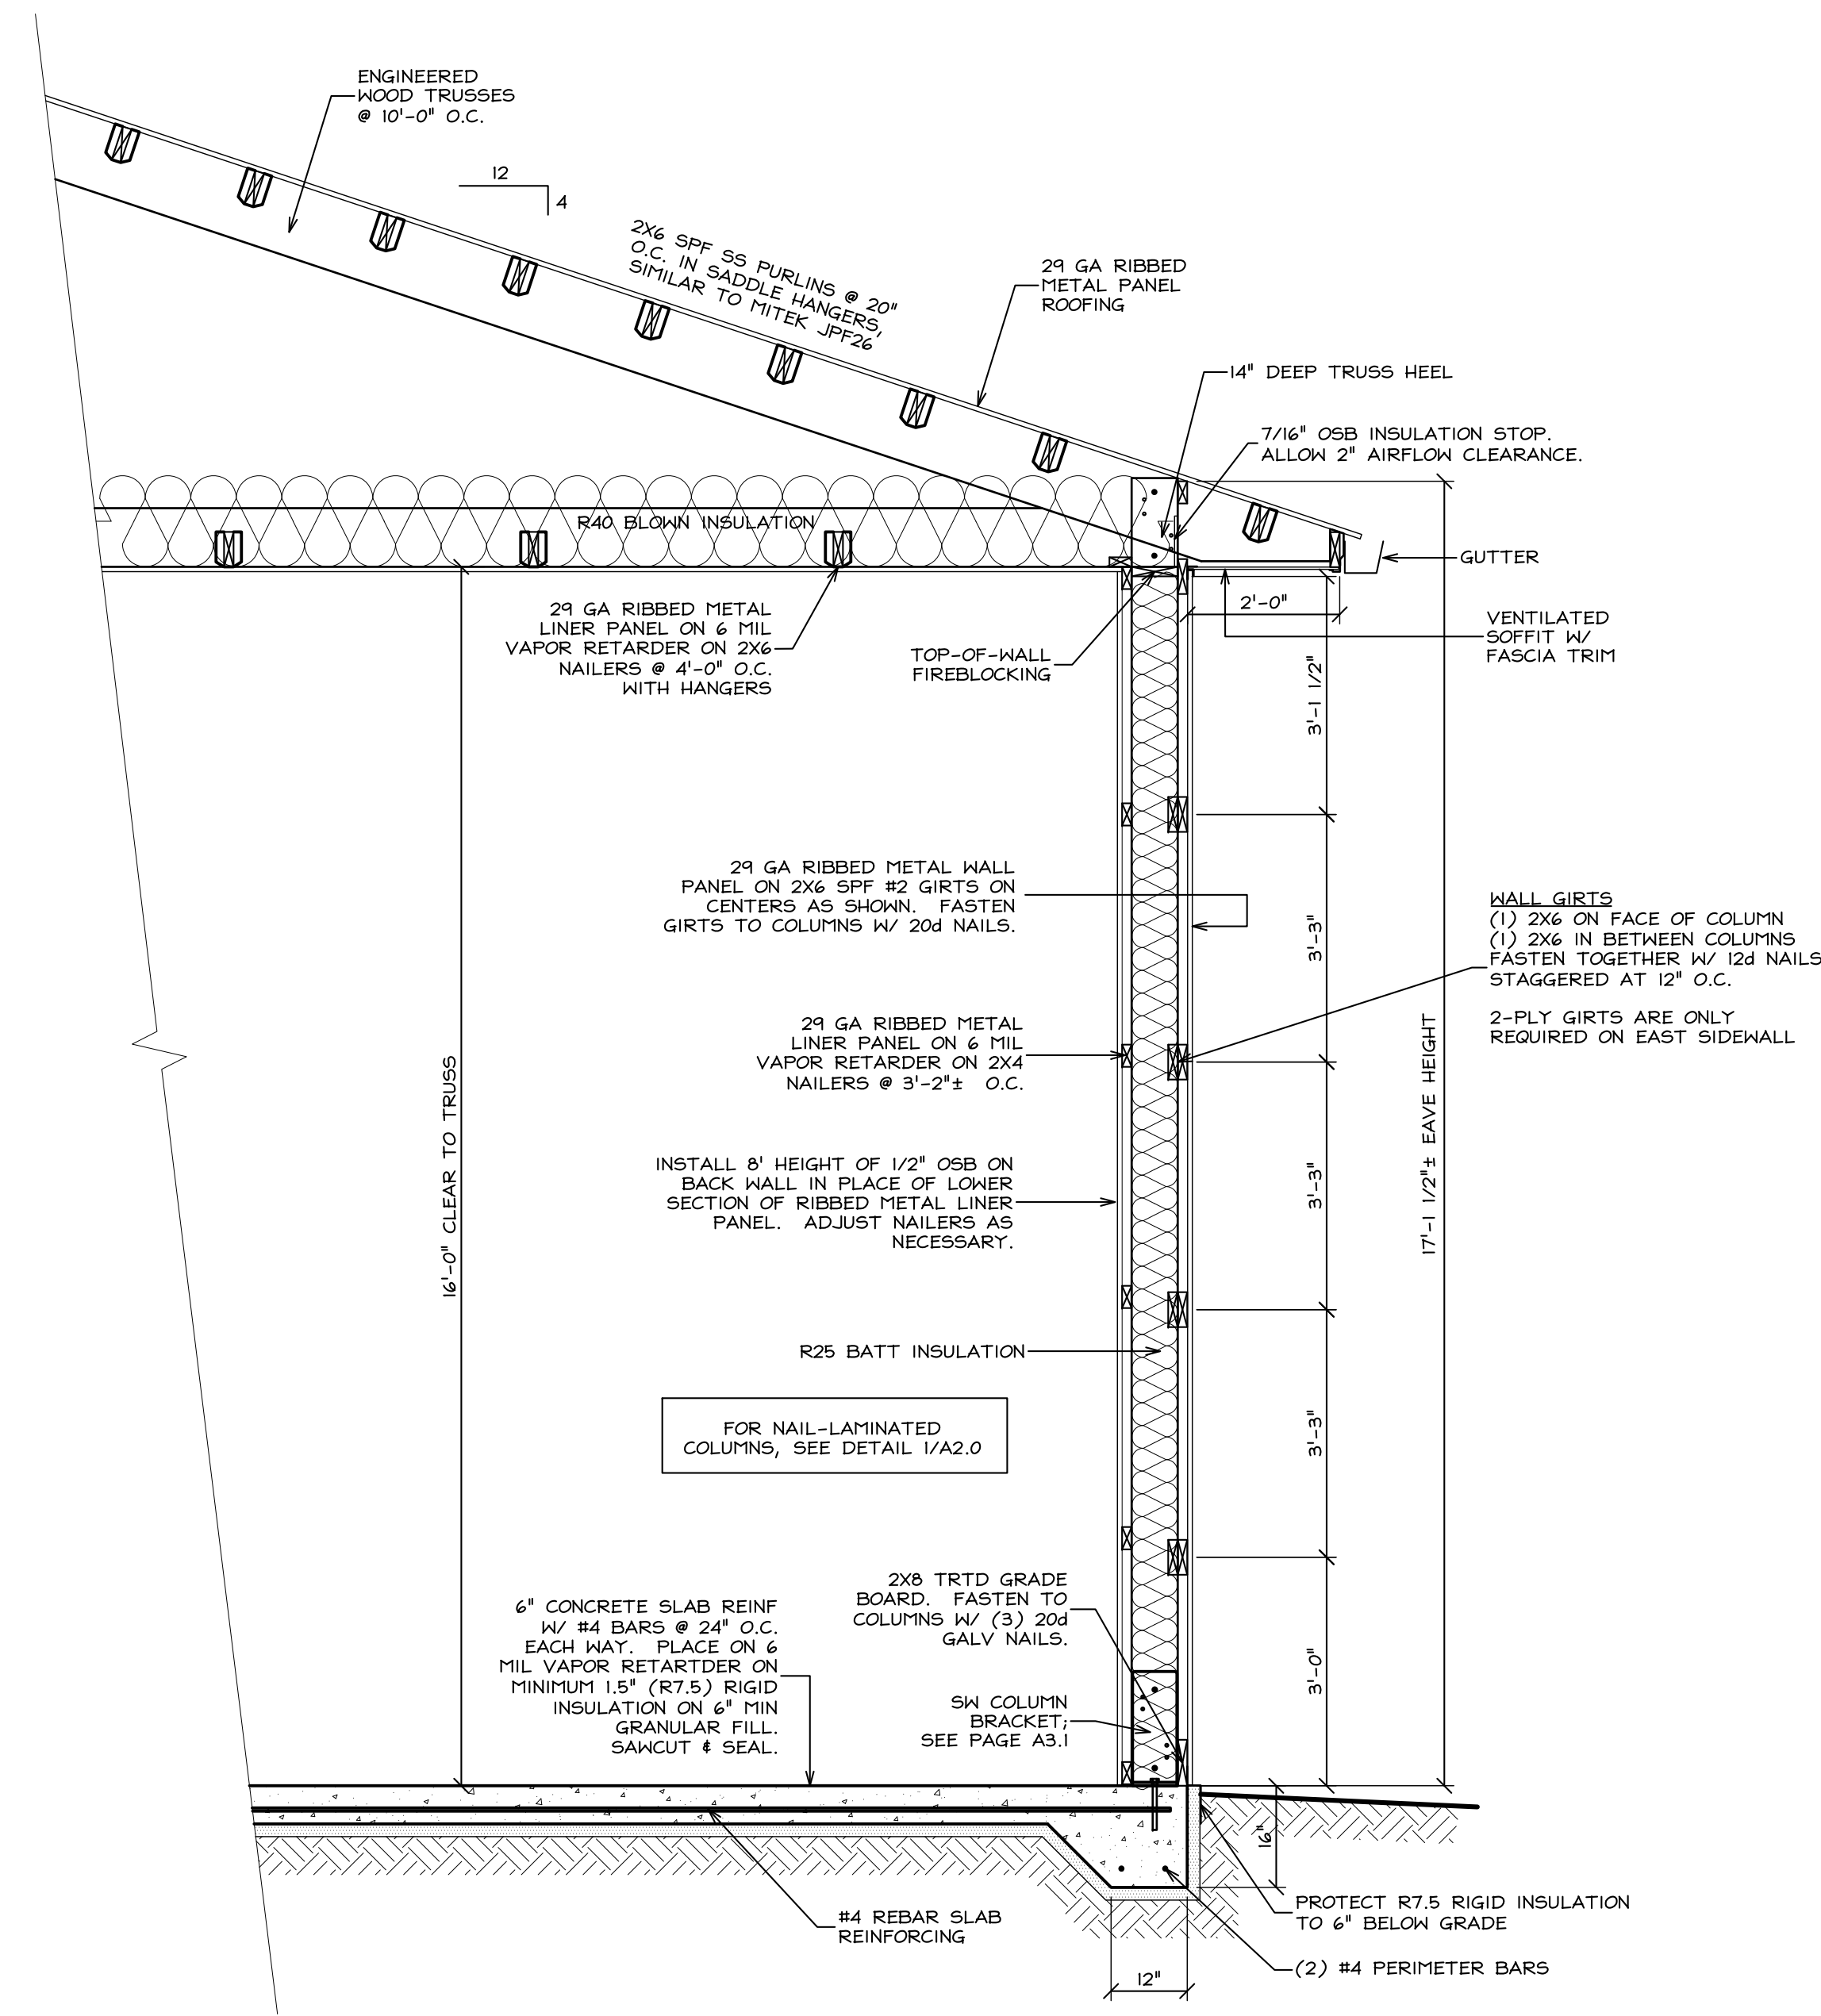 ENGINEERED
WOOD TRUSSES
@ 10'-0" O.C.
12
4
2X6 SPF SS PURLINS @ 20"
O.C. IN SADDLE HANGERS,
SIMILAR TO MITEK JPF26
29 GA RIBBED
METAL PANEL
ROOFING
14" DEEP TRUSS HEEL
7/16" OSB INSULATION STOP.
ALLOW 2" AIRFLOW CLEARANCE.
R40 BLOWN INSULATION
GUTTER
2'-0"
VENTILATED
SOFFIT W/
FASCIA TRIM
29 GA RIBBED METAL
LINER PANEL ON 6 MIL
VAPOR RETARDER ON 2X6
NAILERS @ 4'-0" O.C.
WITH HANGERS
TOP-OF-WALL
FIREBLOCKING
3'-1 1/2"
29 GA RIBBED METAL WALL
PANEL ON 2X6 SPF #2 GIRTS ON
CENTERS AS SHOWN.  FASTEN
GIRTS TO COLUMNS W/ 20d NAILS.
3'-3"
WALL GIRTS
(1) 2X6 ON FACE OF COLUMN
(1) 2X6 IN BETWEEN COLUMNS
FASTEN TOGETHER W/ 12d NAILS
STAGGERED AT 12" O.C.
2-PLY GIRTS ARE ONLY
REQUIRED ON EAST SIDEWALL
29 GA RIBBED METAL
LINER PANEL ON 6 MIL
VAPOR RETARDER ON 2X4
NAILERS @ 3'-2"±  O.C.
16'-0" CLEAR TO TRUSS
17'-1 1/2"± EAVE HEIGHT
INSTALL 8' HEIGHT OF 1/2" OSB ON
BACK WALL IN PLACE OF LOWER
SECTION OF RIBBED METAL LINER
PANEL.  ADJUST NAILERS AS
NECESSARY.
3'-3"
R25 BATT INSULATION
FOR NAIL-LAMINATED
COLUMNS, SEE DETAIL 1/A2.0
3'-3"
2X8 TRTD GRADE
BOARD.  FASTEN TO
COLUMNS W/ (3) 20d
GALV NAILS.
6" CONCRETE SLAB REINF
W/ #4 BARS @ 24" O.C.
EACH WAY.  PLACE ON 6
MIL VAPOR RETARTDER ON
MINIMUM 1.5" (R7.5) RIGID
INSULATION ON 6" MIN
GRANULAR FILL.
SAWCUT & SEAL.
3'-0"
SW COLUMN
BRACKET;
SEE PAGE A3.1
16"
#4 REBAR SLAB
REINFORCING
PROTECT R7.5 RIGID INSULATION
TO 6" BELOW GRADE
(2) #4 PERIMETER BARS
12"